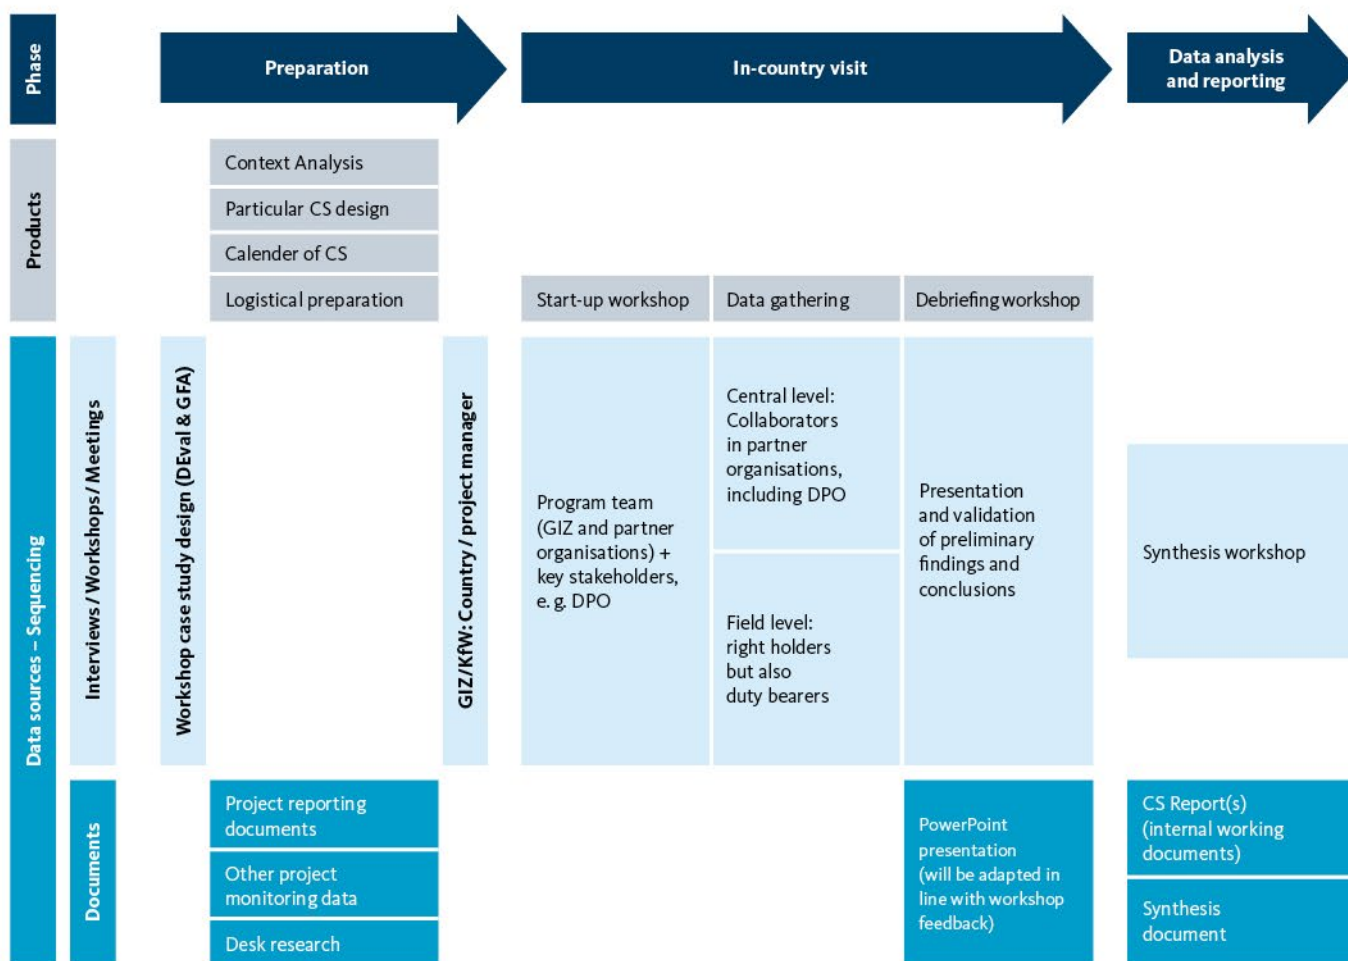 Phase
Preparation
In-country visit
Data analysis
and reporting
Products
Context Analysis
Particular CS design
Calender of CS
Logistical preparation
Start-up workshop
Data gathering
Debriefing workshop
Data sources – Sequencing
Interviews / Workshops / Meetings
Workshop case study design (DEval & GFA)
GIZ/KfW: Country / project manager
Program team
(GIZ and partner
organisations) +
key stakeholders,
e. g. DPO
Central level:
Collaborators
in partner
organisations,
including DPO
Field level:
right holders
but also
duty bearers
Presentation
and validation
of preliminary
findings and
conclusions
Synthesis workshop
Documents
Project reporting
documents
Other project
monitoring data
Desk research
PowerPoint
presentation
(will be adapted in
line with workshop
feedback)
CS Report(s)
(internal working
documents)
Synthesis
document